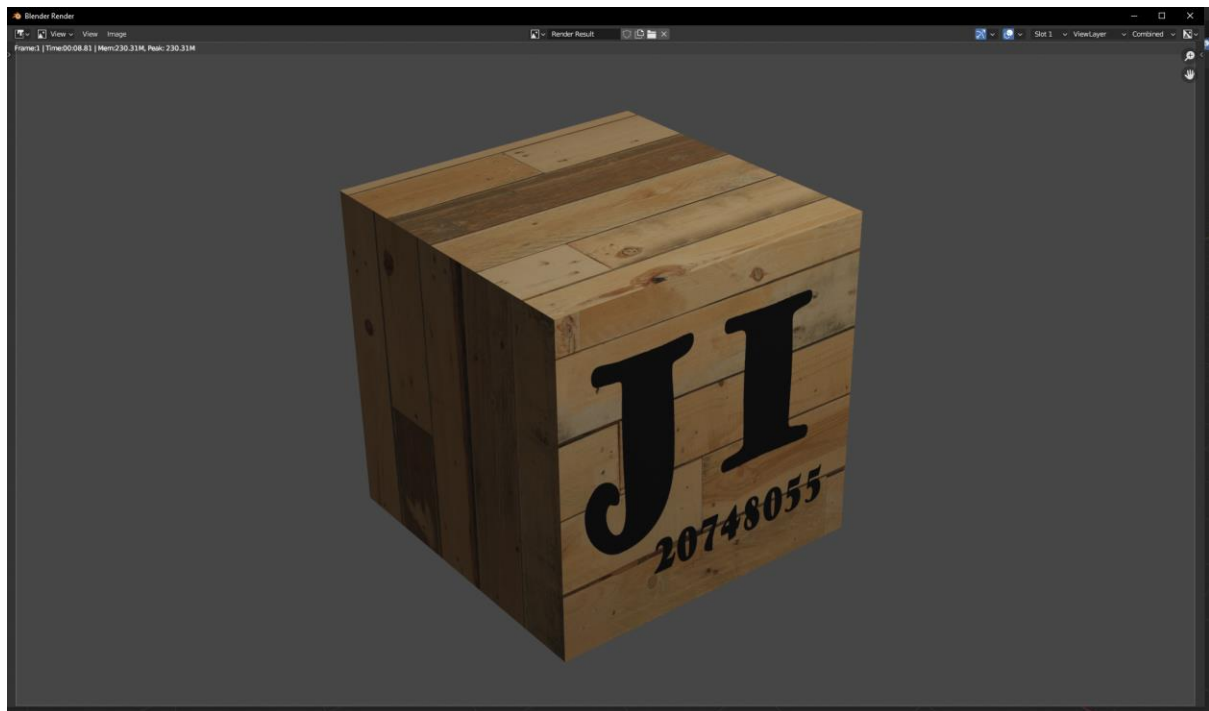 Blender Render
View View Image Render Result Slot 1 ViewLayer Combined
Frame:1 | Time:00:08.81 | Mem:230.31M, Peak: 230.31M
JI
20748055